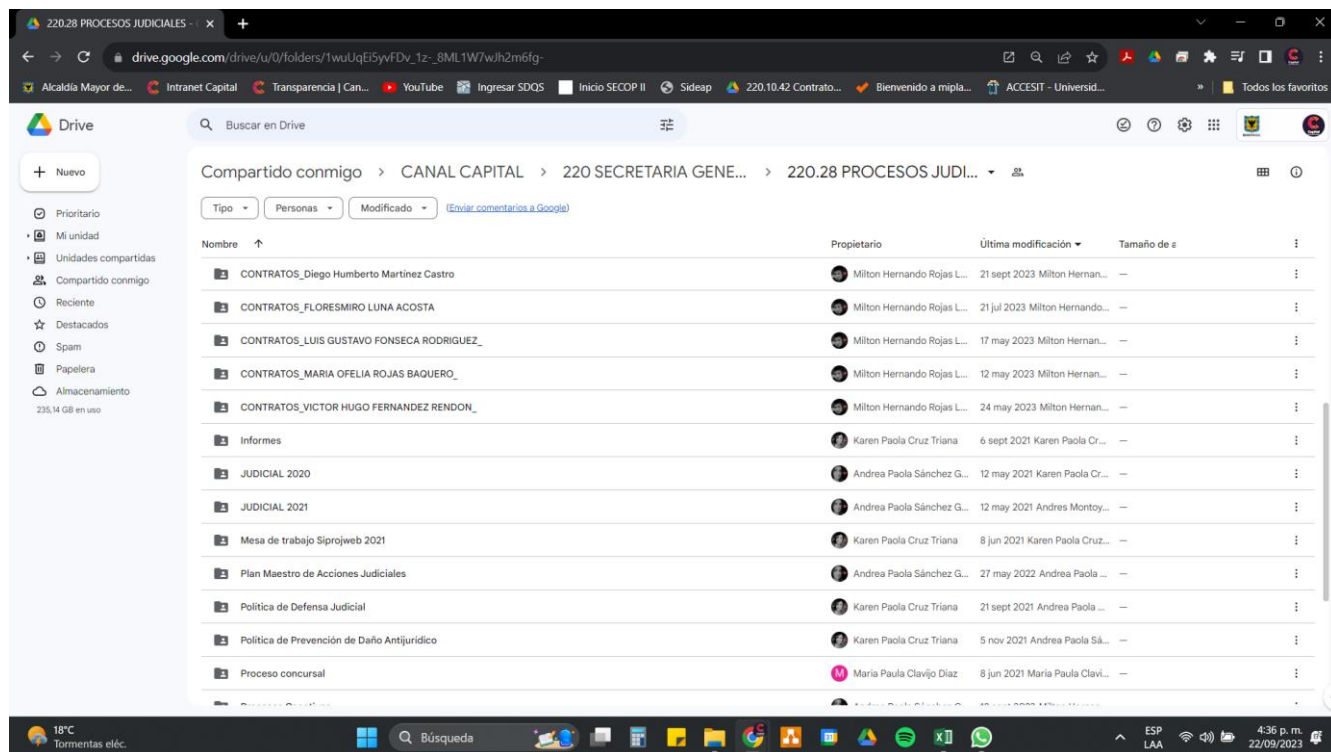 220.28 PROCESOS JUDICIALES -
drive.google.com/drive/u/0/folders/1wuUqEi5yvFDv_1z-_8ML1W7wJh2m6fg-
Alcaldía Mayor de... Intranet Capital Transparencia | Can... YouTube Ingresar SDQS Inicio SECOP II Sideap 220.10.42 Contrato... Bienvenido a mipla... ACCESIT - Universid... » Todos los favoritos
Drive Buscar en Drive
+ Nuevo
Compartido conmigo > CANAL CAPITAL > 220 SECRETARIA GENE... > 220.28 PROCESOS JUDI...
Tipo Personas Modificado (Enviar comentarios a Google)
Prioritario
Mi unidad
Unidades compartidas
Compartido conmigo
Reciente
Destacados
Spam
Papelera
Almacenamiento
235,14 GB en uso
Nombre Propietario Última modificación Tamaño de a
CONTRATOS_Diego Humberto Martínez Castro Milton Hernando Rojas L... 21 sept 2023 Milton Hernan... —
CONTRATOS_FLORESMIRO LUNA ACOSTA Milton Hernando Rojas L... 21 jul 2023 Milton Hernando... —
CONTRATOS_LUIS GUSTAVO FONSECA RODRIGUEZ_ Milton Hernando Rojas L... 17 may 2023 Milton Hernan... —
CONTRATOS_MARIA OFELIA ROJAS BAQUERO_ Milton Hernando Rojas L... 12 may 2023 Milton Hernan... —
CONTRATOS_VICTOR HUGO FERNANDEZ RENDON_ Milton Hernando Rojas L... 24 may 2023 Milton Hernan... —
Informes Karen Paola Cruz Triana 6 sept 2021 Karen Paola Cr... —
JUDICIAL 2020 Andrea Paola Sánchez G... 12 may 2021 Karen Paola Cr... —
JUDICIAL 2021 Andrea Paola Sánchez G... 12 may 2021 Andres Montoy... —
Mesa de trabajo Siprojweb 2021 Karen Paola Cruz Triana 8 jun 2021 Karen Paola Cruz... —
Plan Maestro de Acciones Judiciales Andrea Paola Sánchez G... 27 may 2022 Andrea Paola ... —
Política de Defensa Judicial Karen Paola Cruz Triana 21 sept 2021 Andrea Paola ... —
Política de Prevención de Daño Antijurídico Karen Paola Cruz Triana 5 nov 2021 Andrea Paola Sá... —
Proceso concursal M Maria Paula Clavijo Diaz 8 jun 2021 Maria Paula Clavi... —
18°C
Tormentas eléc.
Búsqueda
ESP
LAA
4:36 p. m.
22/09/2023